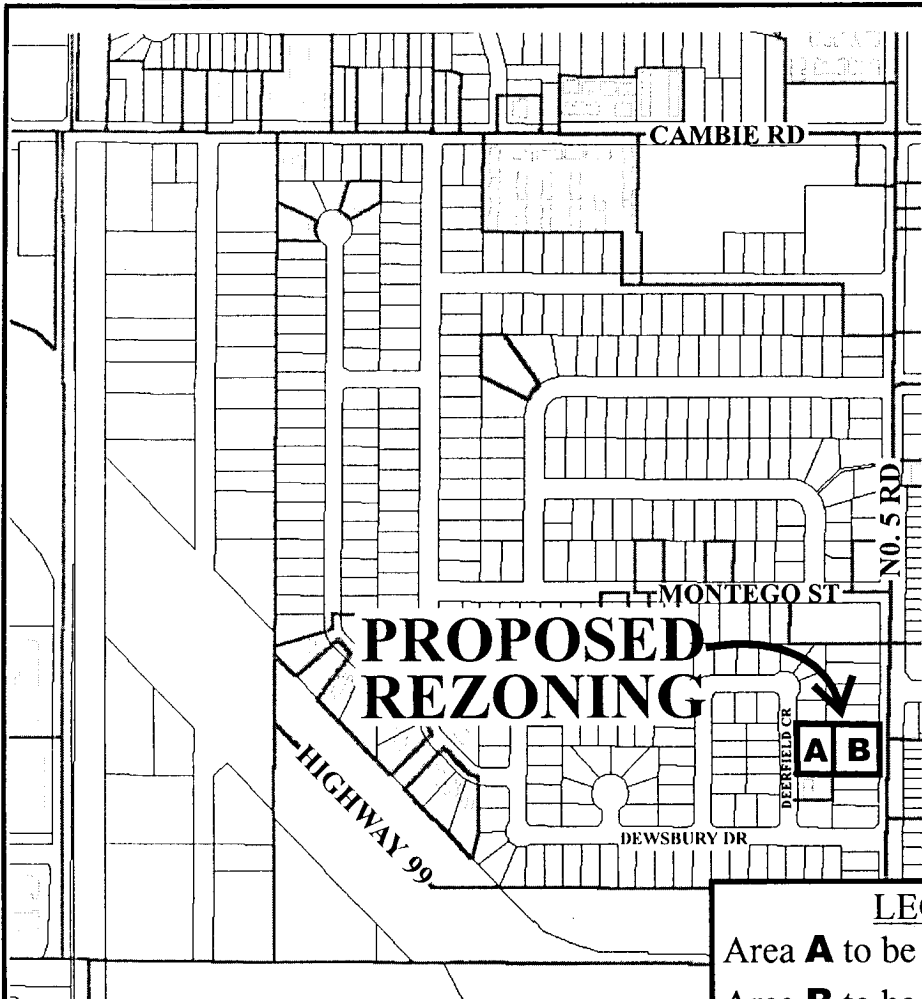 CAMBIE RD
NO. 5 RD
MONTEGO ST
PROPOSED
REZONING
DEERFIELD CR
A B
HIGHWAY 99
DEWSBURY DR
Area A to be
Area B to be